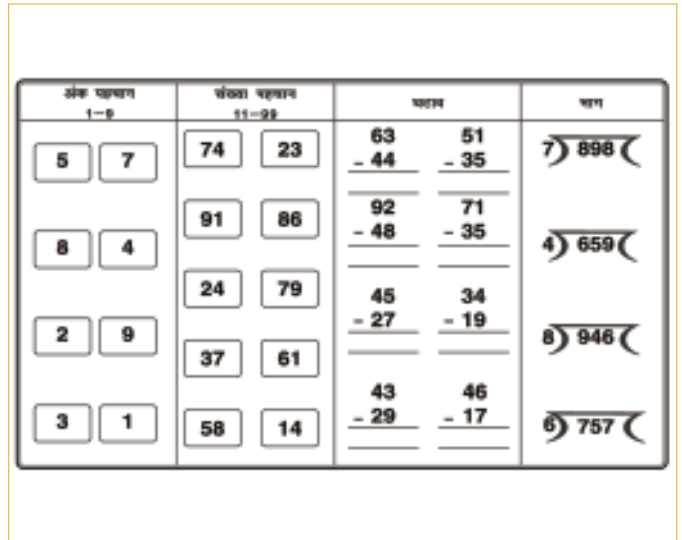 अंक पहचान
1–9
5 7
8 4
2 9
3 1
संख्या पहचान
11–99
74 23
91 86
24 79
37 61
58 14
घटाव
63 51
- 44 - 35
92 71
- 48 - 35
45 34
- 27 - 19
43 46
- 29 - 17
भाग
7) 898 (
4) 659 (
8) 946 (
6) 757 (